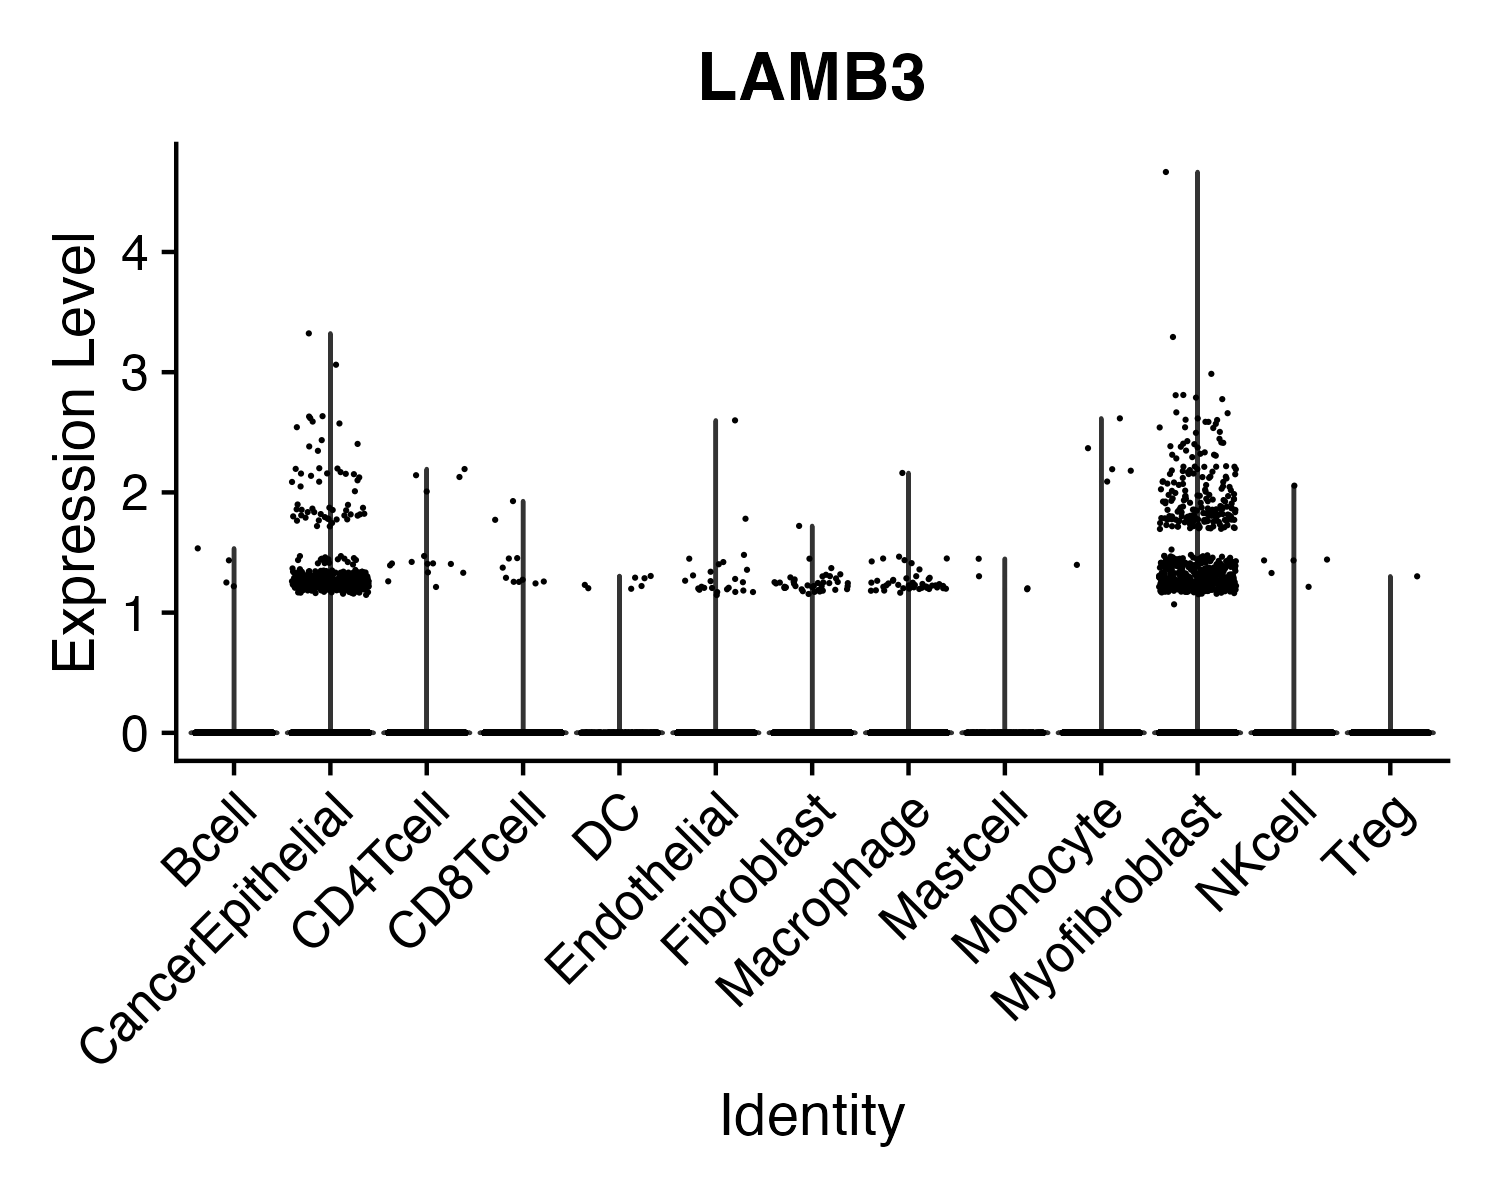 LAMB3
Expression Level
4
3
2
1
0
Bcell
CancerEpithelial
CD4Tcell
CD8Tcell
DC
Endothelial
Fibroblast
Macrophage
Mastcell
Monocyte
Myofibroblast
NKcell
Treg
Identity